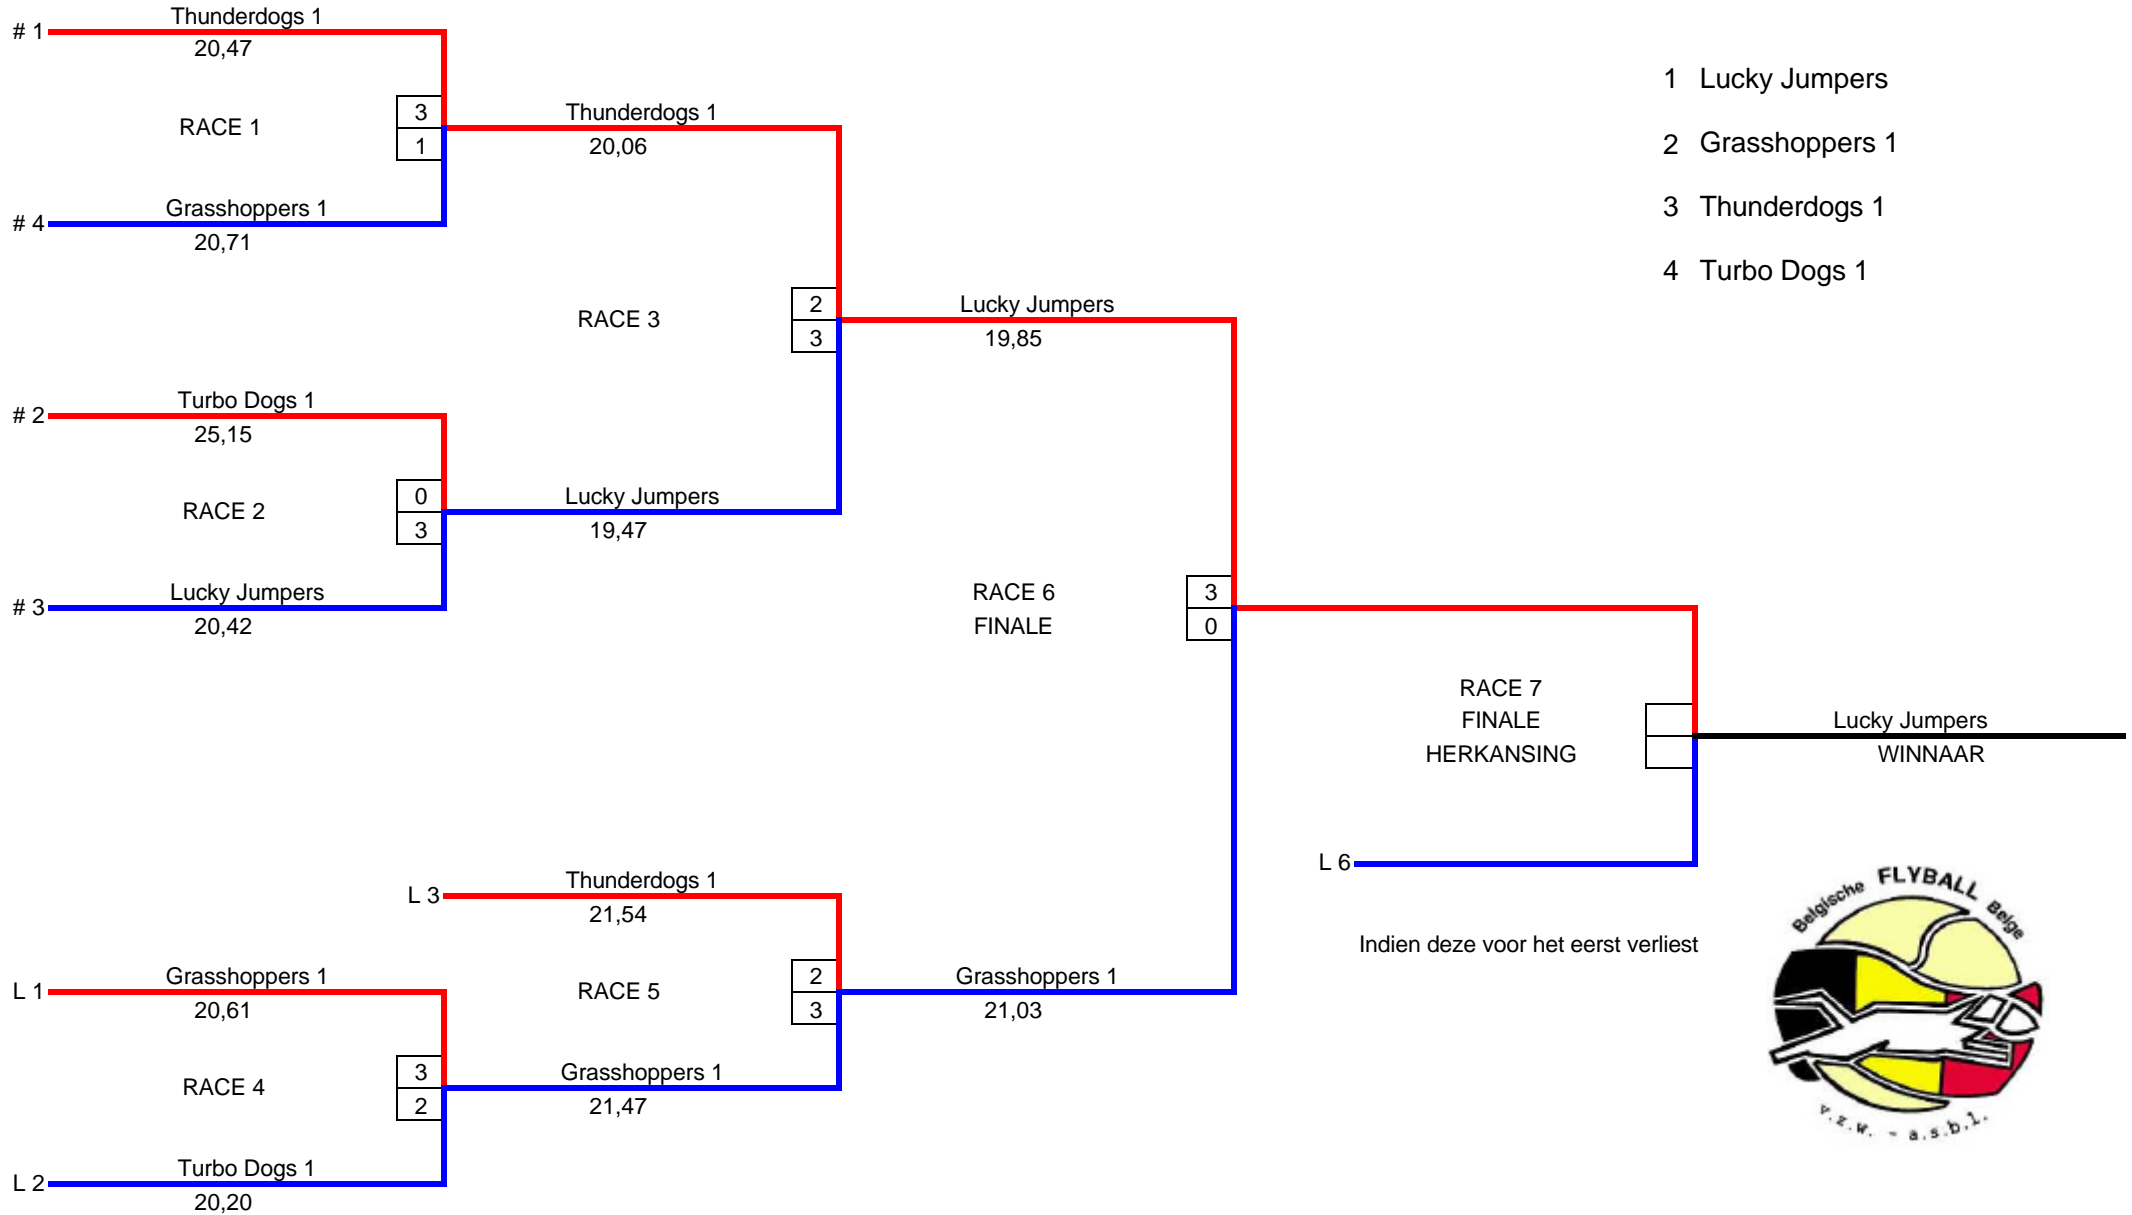 Thunderdogs 1
# 1
20,47
1 Lucky Jumpers
3
Thunderdogs 1
RACE 1
1
20,06
2 Grasshoppers 1
Grasshoppers 1
# 4
20,71
3 Thunderdogs 1
4 Turbo Dogs 1
2
Lucky Jumpers
RACE 3
3
19,85
Turbo Dogs 1
# 2
25,15
0
Lucky Jumpers
RACE 2
3
19,47
Lucky Jumpers
# 3
20,42
RACE 6
3
FINALE
0
RACE 7
FINALE
HERKANSING
Lucky Jumpers
WINNAAR
L 6
Thunderdogs 1
L 3
21,54
Belgische FLYBALL Belge
Indien deze voor het eerst verliest
Grasshoppers 1
L 1
20,61
RACE 5
2
3
Grasshoppers 1
21,03
3
Grasshoppers 1
RACE 4
2
21,47
v.z.w. - a.s.b.l.
Turbo Dogs 1
L 2
20,20